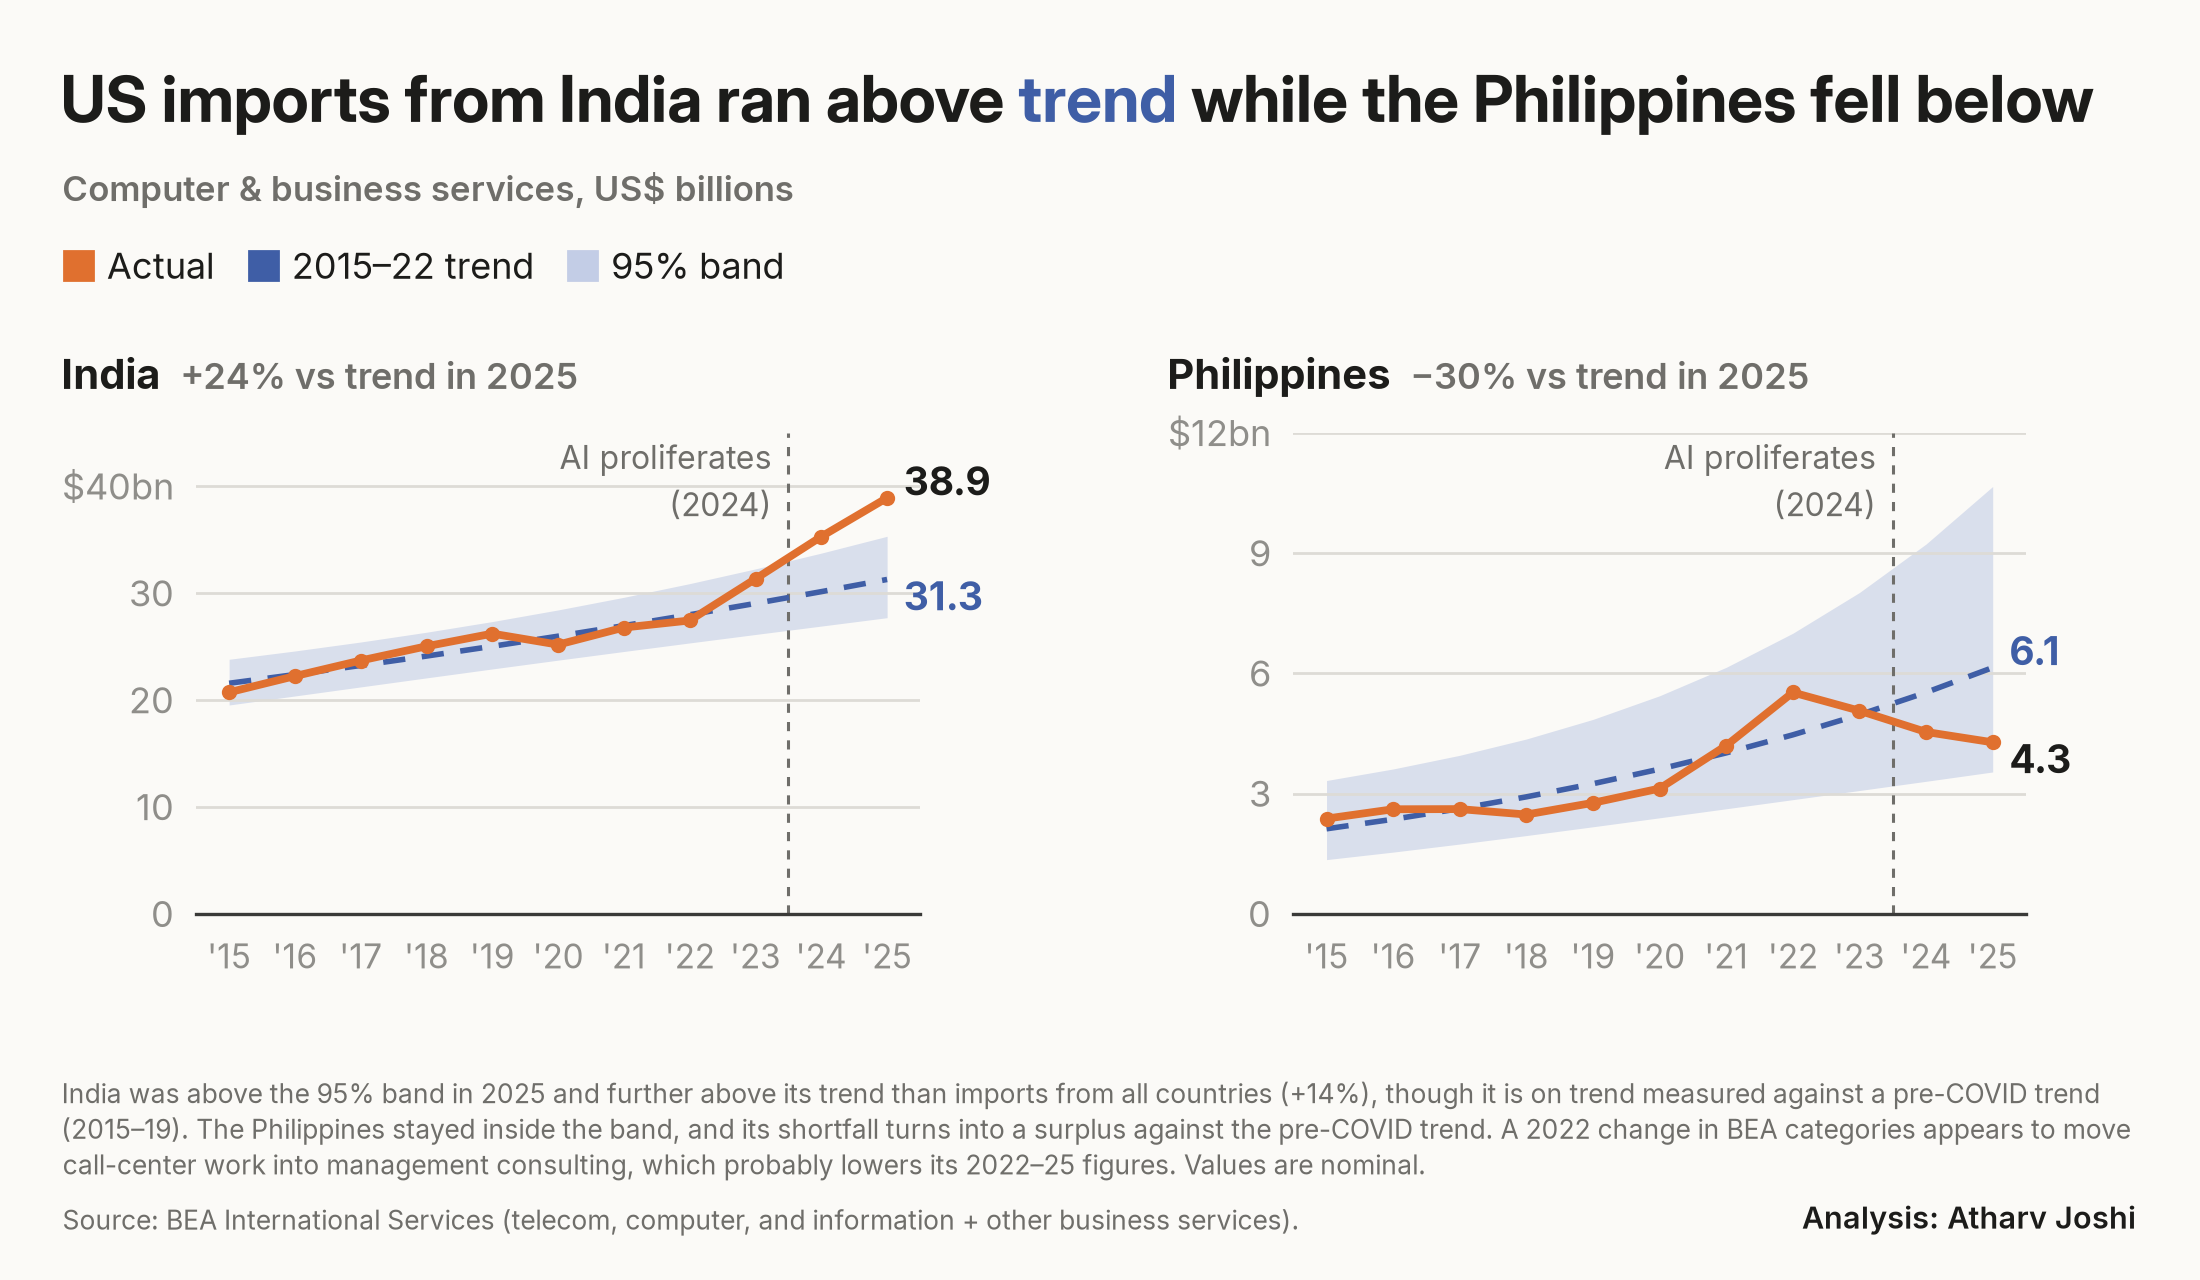 US imports from India ran above trend while the Philippines fell below
Computer & business services, US$ billions
Actual 2015–22 trend 95% band
India +24% vs trend in 2025
AI proliferates
(2024)
$40bn
30
20
10
0
38.9
31.3
'15 '16 '17 '18 '19 '20 '21 '22 '23 '24 '25
Philippines −30% vs trend in 2025
$12bn
AI proliferates
(2024)
9
6
3
0
6.1
4.3
'15 '16 '17 '18 '19 '20 '21 '22 '23 '24 '25
India was above the 95% band in 2025 and further above its trend than imports from all countries (+14%), though it is on trend measured against a pre-COVID trend
(2015–19). The Philippines stayed inside the band, and its shortfall turns into a surplus against the pre-COVID trend. A 2022 change in BEA categories appears to move
call-center work into management consulting, which probably lowers its 2022–25 figures. Values are nominal.
Source: BEA International Services (telecom, computer, and information + other business services).
Analysis: Atharv Joshi